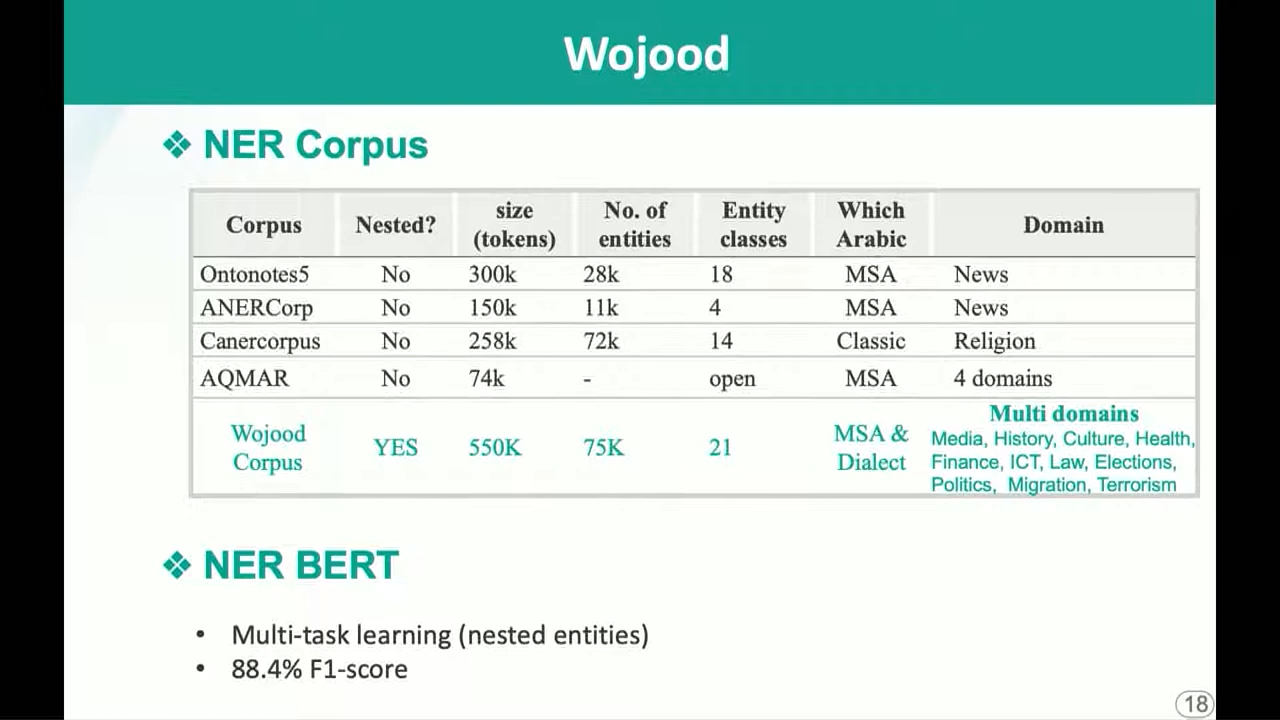 Wojood
❖ NER Corpus
Corpus Nested? size (tokens) No. of entities Entity classes Which Arabic Domain
Ontonotes5 No 300k 28k 18 MSA News
ANERCorp No 150k 11k 4 MSA News
Canercorpus No 258k 72k 14 Classic Religion
AQMAR No 74k - open MSA 4 domains
Wojood Corpus YES 550K 75K 21 MSA & Dialect Multi domains
Media, History, Culture, Health,
Finance, ICT, Law, Elections,
Politics, Migration, Terrorism
❖ NER BERT
• Multi-task learning (nested entities)
• 88.4% F1-score
18